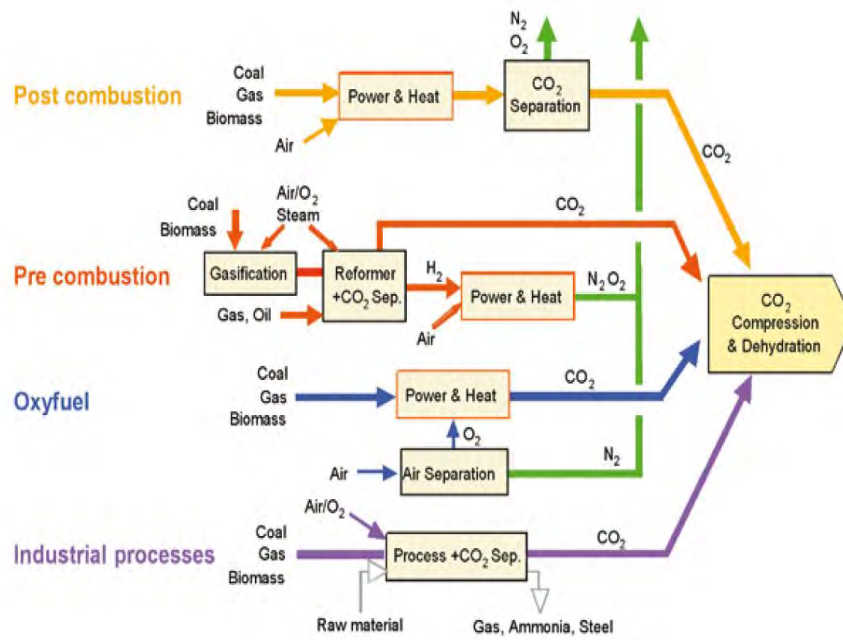 N₂
O₂
Post combustion
Coal
Gas
Biomass
Air
Power & Heat
CO₂
Separation
CO₂
Pre combustion
Coal
Biomass
Air/O₂
Steam
Gasification
Gas, Oil
Reformer
+CO₂ Sep.
H₂
Air
Power & Heat
CO₂
N₂ O₂
CO₂
Compression
& Dehydration
Oxyfuel
Coal
Gas
Biomass
Power & Heat
CO₂
O₂
Air
Air Separation
N₂
Industrial processes
Air/O₂
Coal
Gas
Biomass
Process +CO₂ Sep.
CO₂
Raw material
Gas, Ammonia, Steel